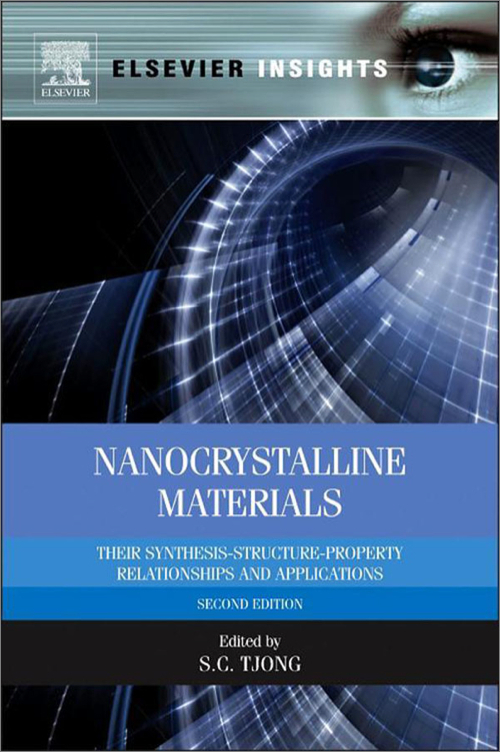 ELSEVIER INSIGHTS
ELSEVIER
NANOCRYSTALLINE
MATERIALS
THEIR SYNTHESIS-STRUCTURE-PROPERTY
RELATIONSHIPS AND APPLICATIONS
SECOND EDITION
Edited by
S.C. TJONG